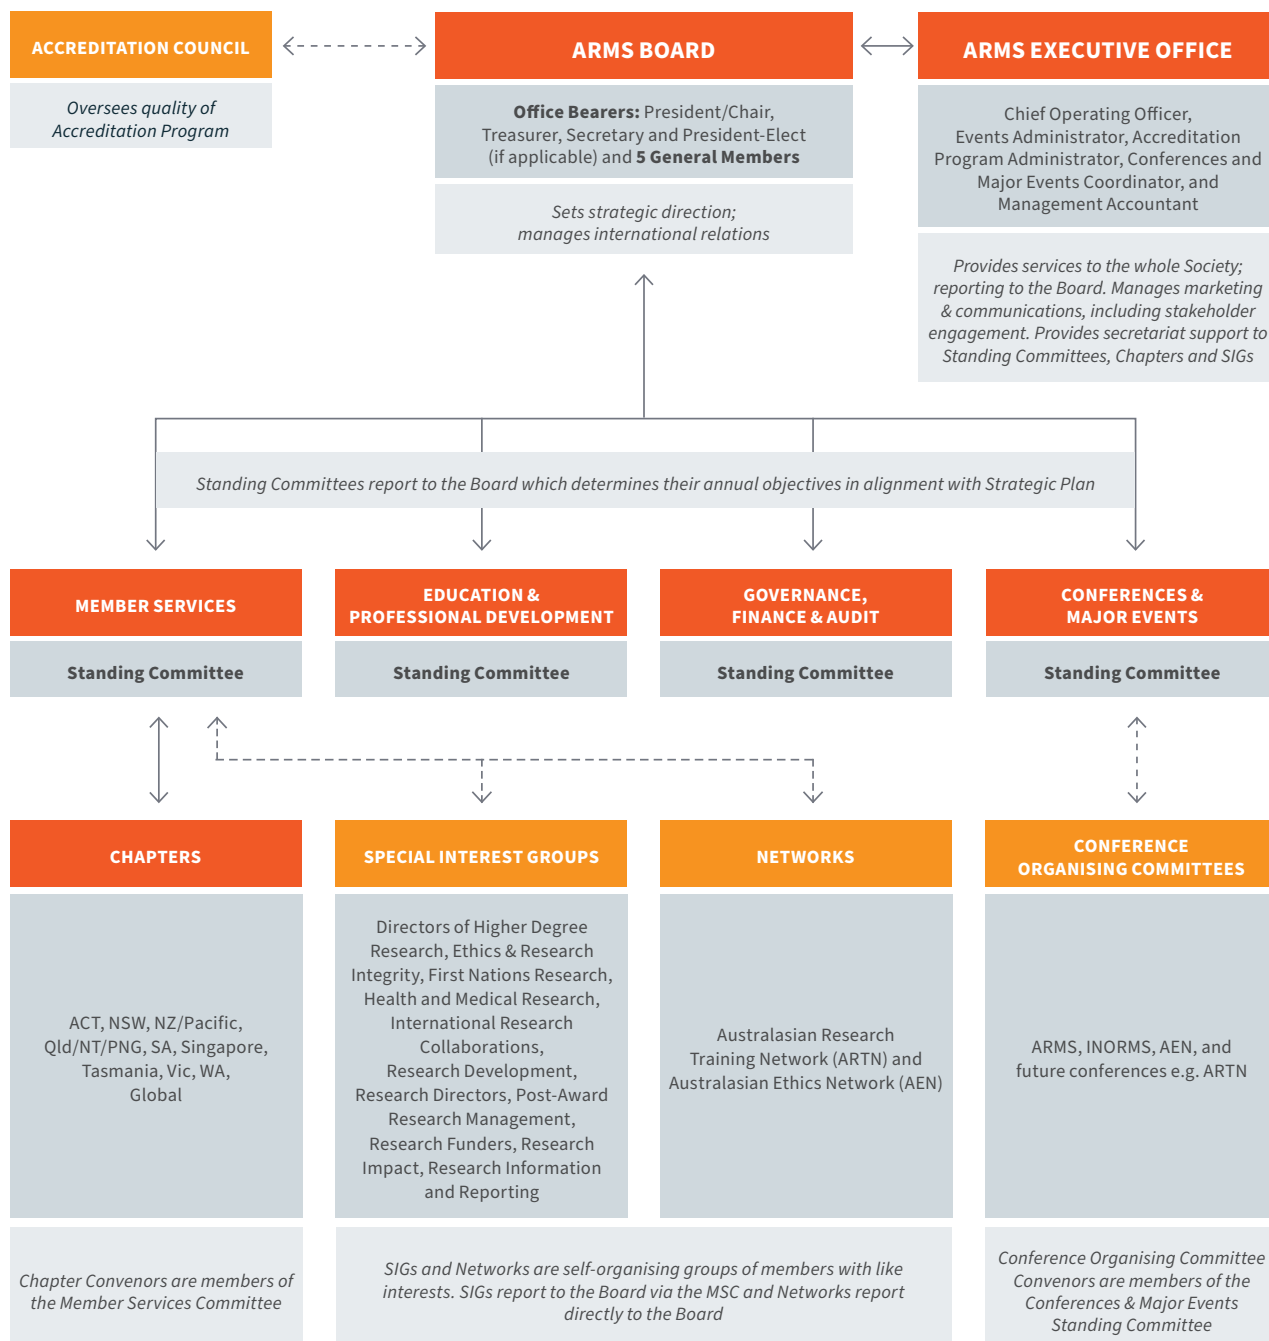 ACCREDITATION COUNCIL
Oversees quality of
Accreditation Program
ARMS BOARD
Office Bearers: President/Chair,
Treasurer, Secretary and President-Elect
(if applicable) and 5 General Members
Sets strategic direction;
manages international relations
ARMS EXECUTIVE OFFICE
Chief Operating Officer,
Events Administrator, Accreditation
Program Administrator, Conferences and
Major Events Coordinator, and
Management Accountant
Provides services to the whole Society;
reporting to the Board. Manages marketing
& communications, including stakeholder
engagement. Provides secretariat support to
Standing Committees, Chapters and SIGs
Standing Committees report to the Board which determines their annual objectives in alignment with Strategic Plan
MEMBER SERVICES
Standing Committee
EDUCATION &
PROFESSIONAL DEVELOPMENT
Standing Committee
GOVERNANCE,
FINANCE & AUDIT
Standing Committee
CONFERENCES &
MAJOR EVENTS
Standing Committee
CHAPTERS
ACT, NSW, NZ/Pacific,
Qld/NT/PNG, SA, Singapore,
Tasmania, Vic, WA,
Global
Chapter Convenors are members of
the Member Services Committee
SPECIAL INTEREST GROUPS
Directors of Higher Degree
Research, Ethics & Research
Integrity, First Nations Research,
Health and Medical Research,
International Research
Collaborations,
Research Development,
Research Directors, Post-Award
Research Management,
Research Funders, Research
Impact, Research Information
and Reporting
NETWORKS
Australasian Research
Training Network (ARTN) and
Australasian Ethics Network (AEN)
SIGs and Networks are self-organising groups of members with like
interests. SIGs report to the Board via the MSC and Networks report
directly to the Board
CONFERENCE
ORGANISING COMMITTEES
ARMS, INORMS, AEN, and
future conferences e.g. ARTN
Conference Organising Committee
Convenors are members of the
Conferences & Major Events
Standing Committee